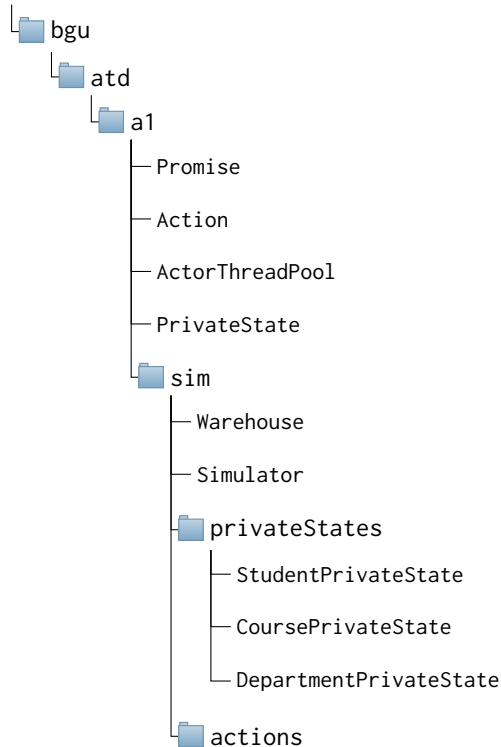 bgu
atd
a1
Promise
Action
ActorThreadPool
PrivateState
sim
Warehouse
Simulator
privateStates
StudentPrivateState
CoursePrivateState
DepartmentPrivateState
actions